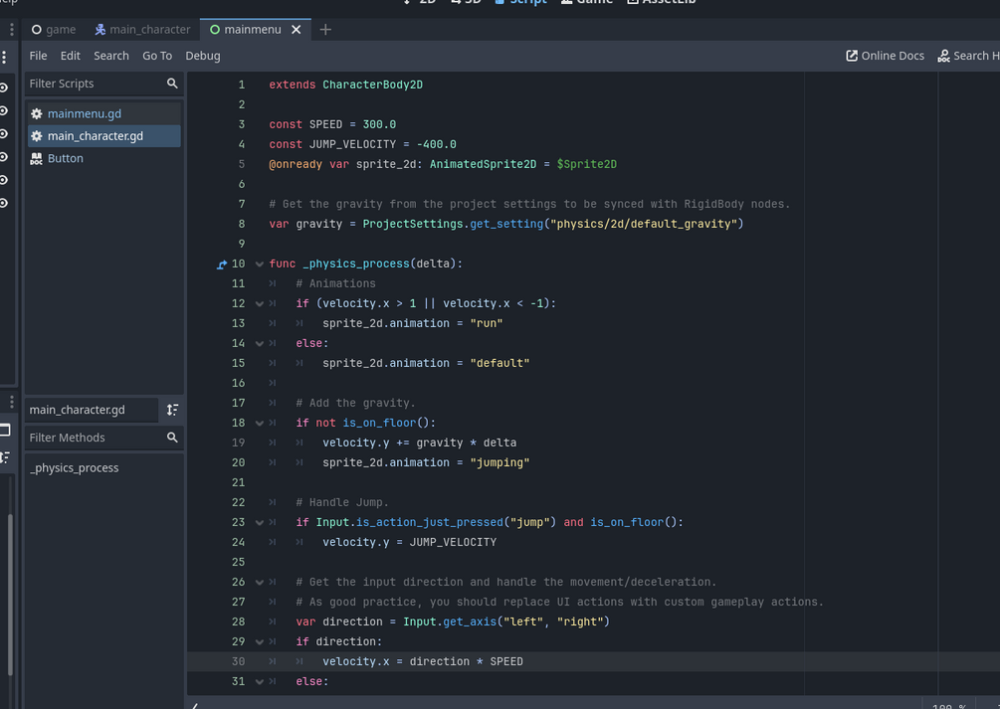 elp 2D 3D Script Game AssetLib
game main_character mainmenu
File Edit Search Go To Debug Online Docs Search H
Filter Scripts
mainmenu.gd
main_character.gd
Button
main_character.gd
Filter Methods
_physics_process
1 extends CharacterBody2D
2
3 const SPEED = 300.0
4 const JUMP_VELOCITY = -400.0
5 @onready var sprite_2d: AnimatedSprite2D = $Sprite2D
6
7 # Get the gravity from the project settings to be synced with RigidBody nodes.
8 var gravity = ProjectSettings.get_setting("physics/2d/default_gravity")
9
10 func _physics_process(delta):
11 # Animations
12 if (velocity.x > 1 || velocity.x < -1):
13 sprite_2d.animation = "run"
14 else:
15 sprite_2d.animation = "default"
16
17 # Add the gravity.
18 if not is_on_floor():
19 velocity.y += gravity * delta
20 sprite_2d.animation = "jumping"
21
22 # Handle Jump.
23 if Input.is_action_just_pressed("jump") and is_on_floor():
24 velocity.y = JUMP_VELOCITY
25
26 # Get the input direction and handle the movement/deceleration.
27 # As good practice, you should replace UI actions with custom gameplay actions.
28 var direction = Input.get_axis("left", "right")
29 if direction:
30 velocity.x = direction * SPEED
31 else:
100 %